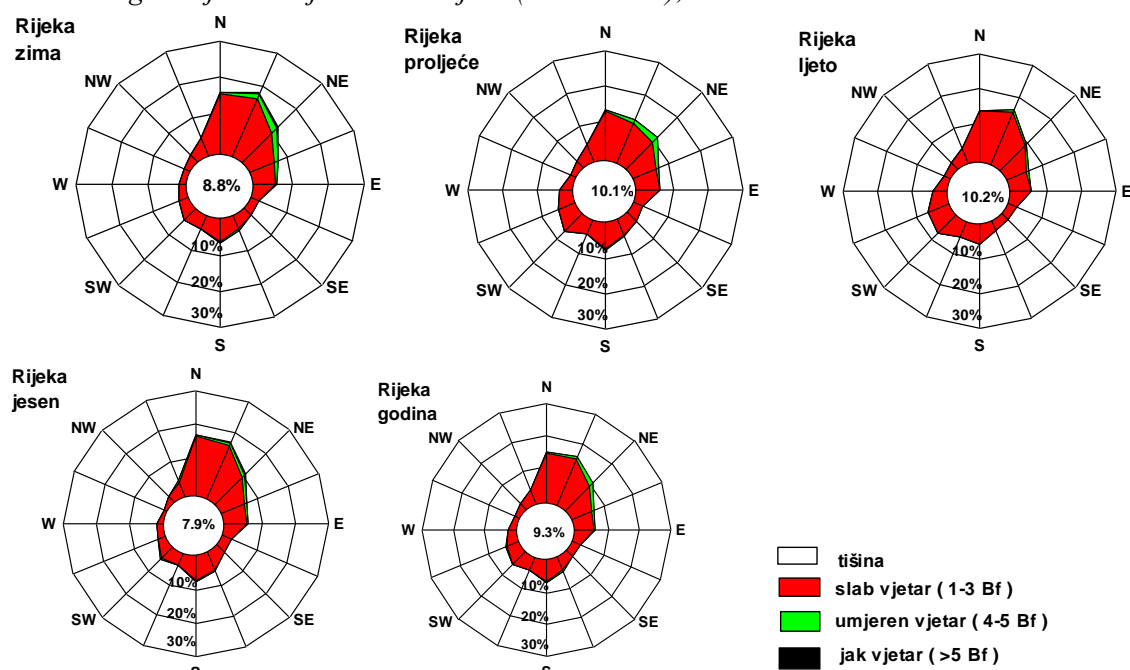 Rijeka
zima
N
NW
NE
8.8%
W
E
10%
20%
30%
SW
SE
S
Rijeka
proljeće
N
NW
NE
10.1%
W
E
10%
20%
30%
SW
SE
S
Rijeka
ljeto
N
NW
NE
10.2%
W
E
10%
20%
30%
SW
SE
S
Rijeka
jesen
N
NW
NE
7.9%
W
E
10%
20%
30%
SW
SE
Rijeka
godina
N
NW
NE
9.3%
W
E
10%
20%
30%
SW
SE
tišina
slab vjetar ( 1-3 Bf )
umjeren vjetar ( 4-5 Bf )
jak vjetar ( >5 Bf )